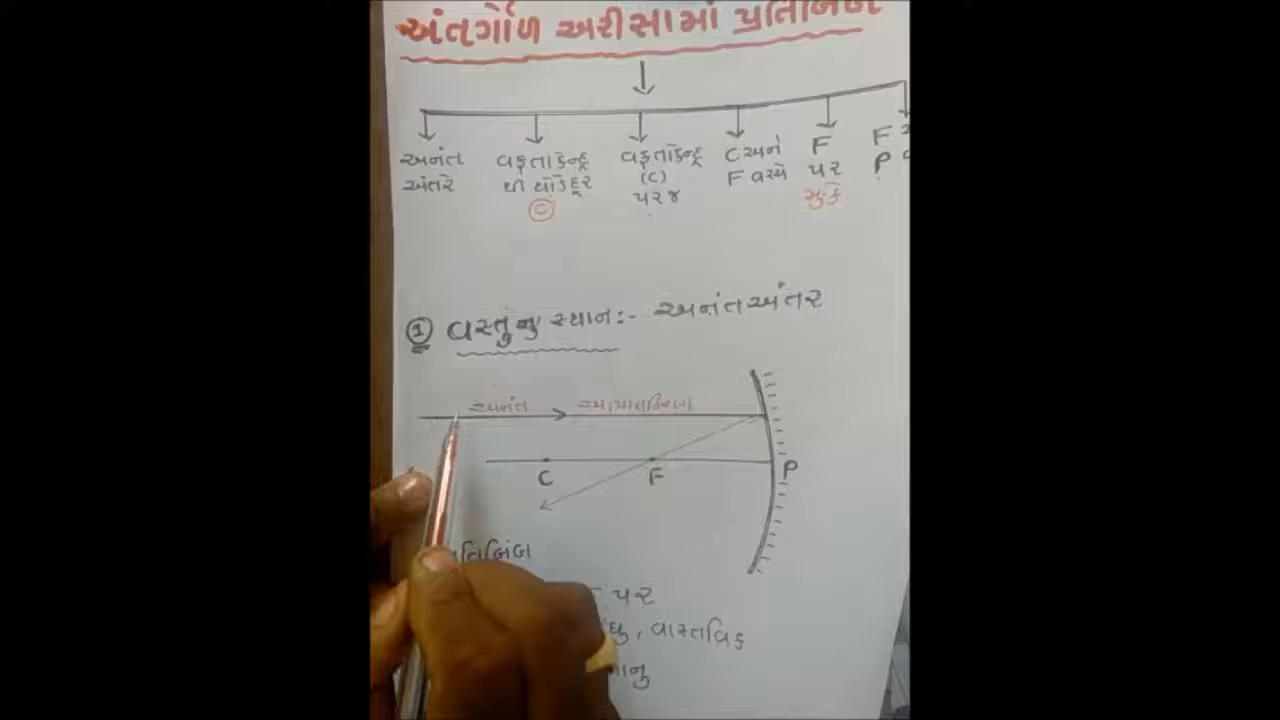 અંતર્ગોળ અરીસામાં પ્રતિબિંબ
અનંત અંતરે
વક્રતાકેન્દ્ર થી થોડે દૂર
C
વક્રતાકેન્દ્ર (C) પર જ
C અને F વચ્ચે
F પર મુકે
F
P
1 વસ્તુનુ સ્થાન:- અનંત અંતર
અનંત
C F P
પ્રતિબિંબ
પર
વાસ્તવિક